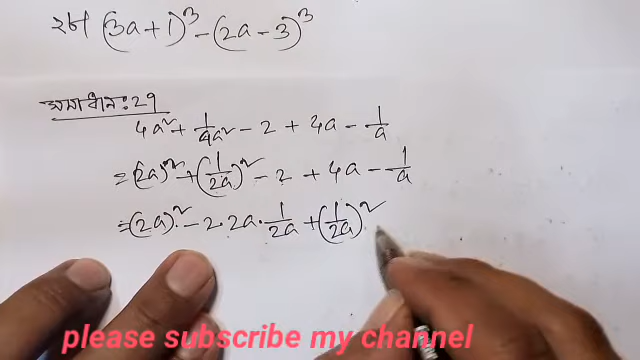 ২৮। (3a+1)³ - (2a-3)³
সমাধান: 29
4a² + 1/4a² - 2 + 4a - 1/a
= (2a)² + (1/2a)² - 2 + 4a - 1/a
= (2a)² - 2·2a·1/2a + (1/2a)²
please subscribe my channel